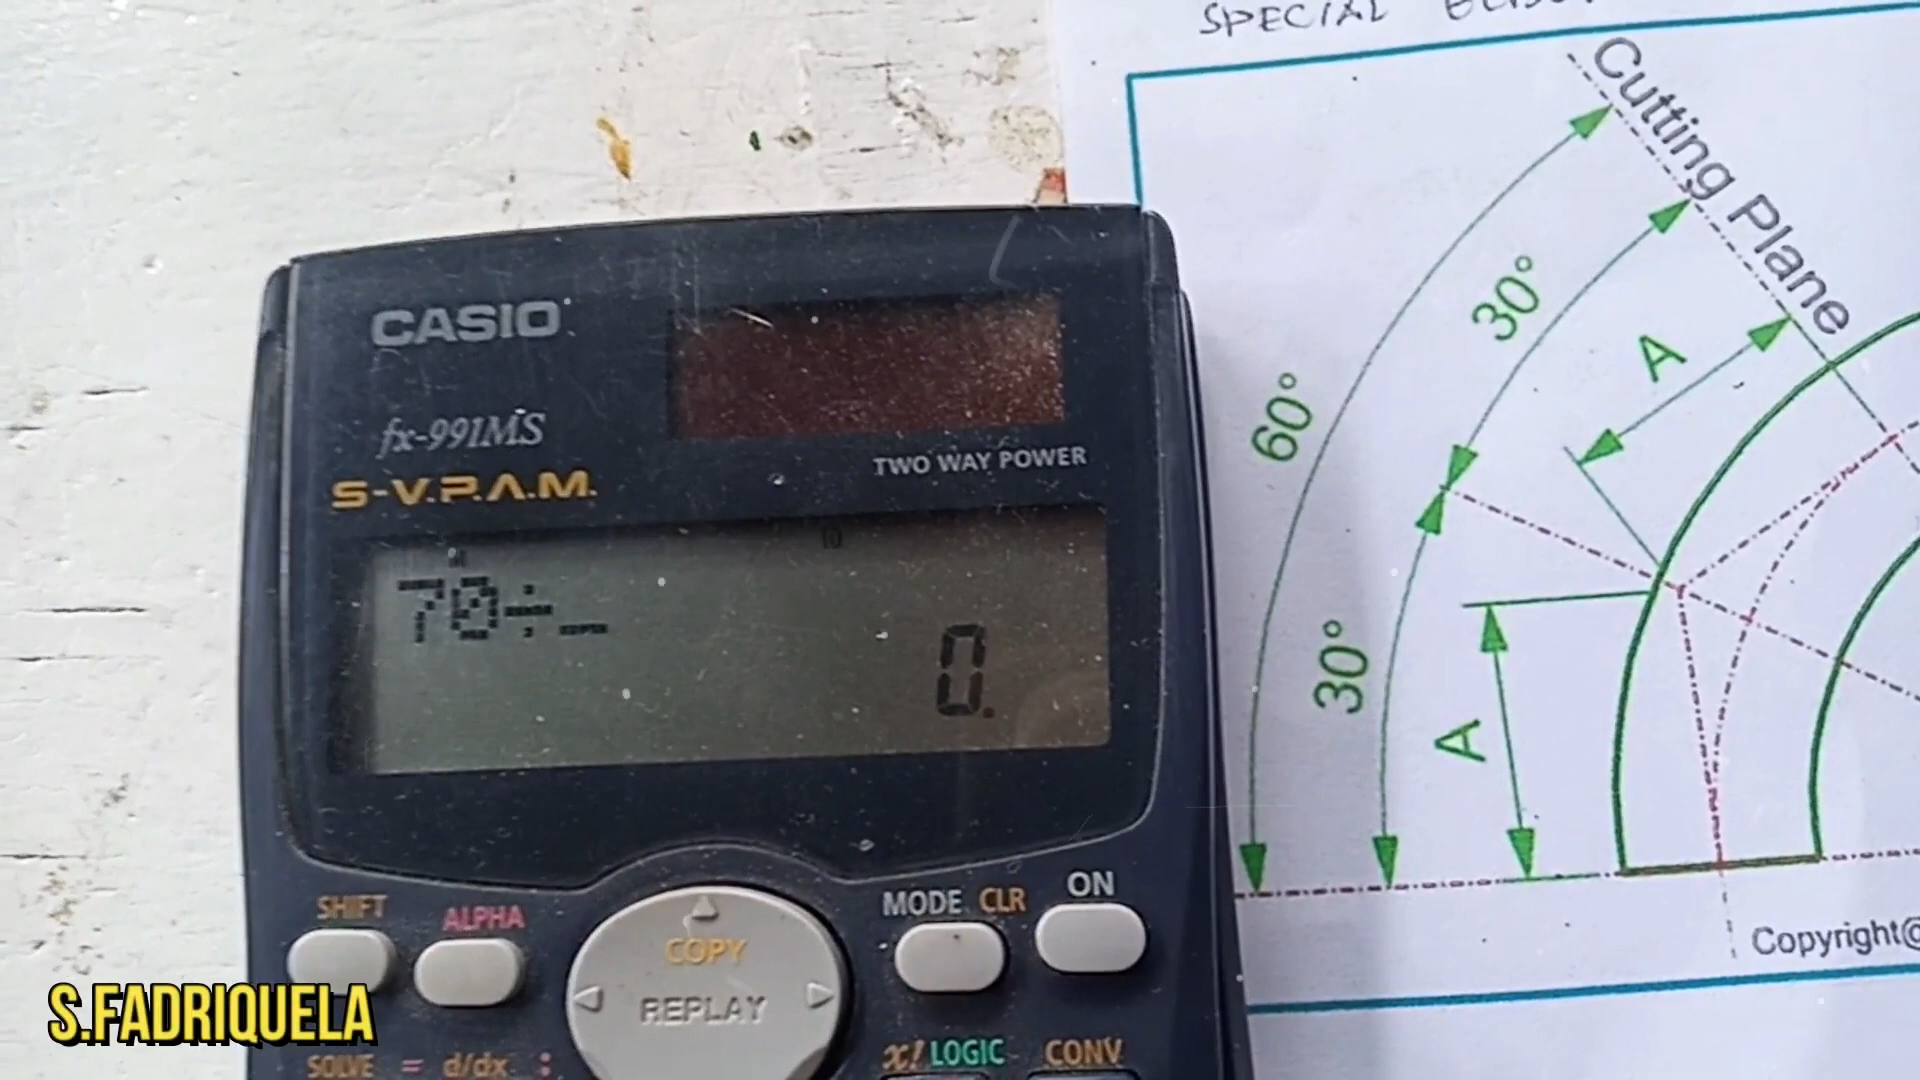 SPECIAL
Cutting Plane
60°
30°
A
30°
A
Copyright@
CASIO
fx-991MS
S-V.P.A.M.
TWO WAY POWER
70÷_
0.
SHIFT
ALPHA
MODE CLR
ON
COPY
REPLAY
SOLVE = d/dx :
x! LOGIC
CONV
S.FADRIQUELA